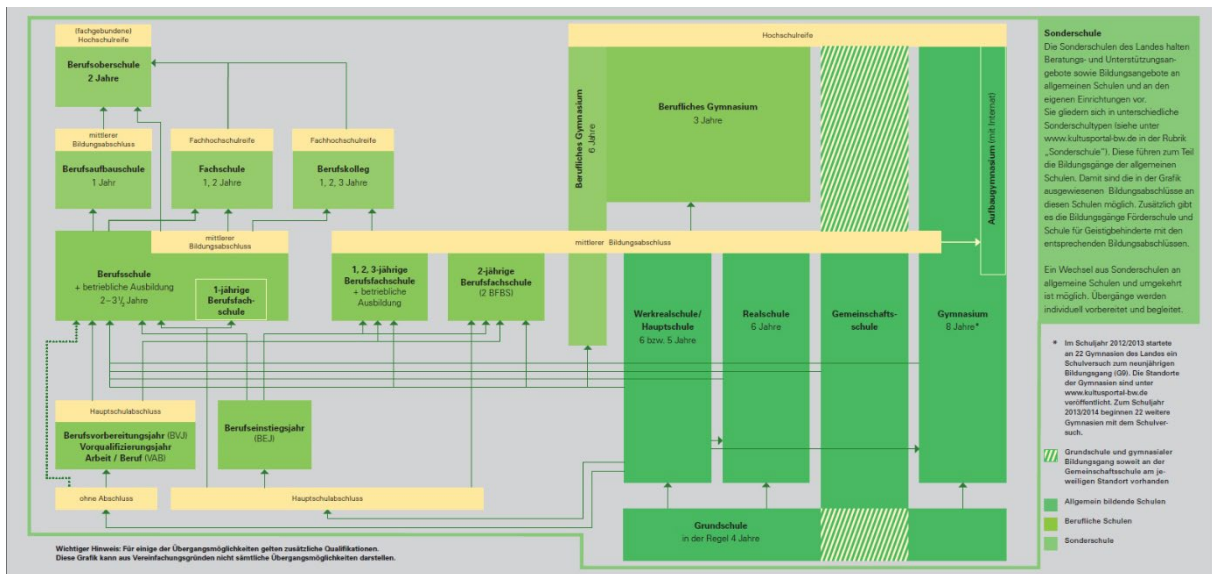 (fachgebundene)
Hochschulreife
Berufsoberschule
2 Jahre
mittlerer
Bildungsabschluss
Berufsaufbauschule
1 Jahr
Fachhochschulreife
Fachschule
1, 2 Jahre
Fachhochschulreife
Berufskolleg
1, 2, 3 Jahre
Hochschulreife
Berufliches Gymnasium
6 Jahre
Berufliches Gymnasium
3 Jahre
Aufbaugymnasium (mit Internat)
mittlerer
Bildungsabschluss
Berufsschule
+ betriebliche Ausbildung
2–3 1/2 Jahre
1-jährige
Berufsfach-
schule
mittlerer Bildungsabschluss
1, 2, 3-jährige
Berufsfachschule
+ betriebliche
Ausbildung
2-jährige
Berufsfachschule
(2 BFBS)
Werkrealschule/
Hauptschule
6 bzw. 5 Jahre
Realschule
6 Jahre
Gemeinschafts-
schule
Gymnasium
8 Jahre*
Hauptschulabschluss
Berufsvorbereitungsjahr (BVJ)
Vorqualifizierungsjahr
Arbeit / Beruf (VAB)
Berufseinstiegsjahr
(BEJ)
ohne Abschluss
Hauptschulabschluss
Grundschule
in der Regel 4 Jahre
Wichtiger Hinweis: Für einige der Übergangsmöglichkeiten gelten zusätzliche Qualifikationen.
Diese Grafik kann aus Vereinfachungsgründen nicht sämtliche Übergangsmöglichkeiten darstellen.
Sonderschule
Die Sonderschulen des Landes halten
Beratungs- und Unterstützungsan-
gebote sowie Bildungsangebote an
allgemeinen Schulen und an den
eigenen Einrichtungen vor.
Sie gliedern sich in unterschiedliche
Sonderschultypen (siehe unter
www.kultusportal-bw.de in der Rubrik
„Sonderschule"). Diese führen zum Teil
die Bildungsgänge der allgemeinen
Schulen. Damit sind die in der Grafik
ausgewiesenen Bildungsabschlüsse an
diesen Schulen möglich. Zusätzlich gibt
es die Bildungsgänge Förderschule und
Schule für Geistigbehinderte mit den
entsprechenden Bildungsabschlüssen.
Ein Wechsel aus Sonderschulen an
allgemeine Schulen und umgekehrt
ist möglich. Übergänge werden
individuell vorbereitet und begleitet.
* Im Schuljahr 2012/2013 startete
an 22 Gymnasien des Landes ein
Schulversuch zum neunjährigen
Bildungsgang (G9). Die Standorte
der Gymnasien sind unter
www.kultusportal-bw.de
veröffentlicht. Zum Schuljahr
2013/2014 beginnen 22 weitere
Gymnasien mit dem Schulver-
such.
Grundschule und gymnasialer
Bildungsgang soweit an der
Gemeinschaftsschule am je-
weiligen Standort vorhanden
Allgemein bildende Schulen
Berufliche Schulen
Sonderschule